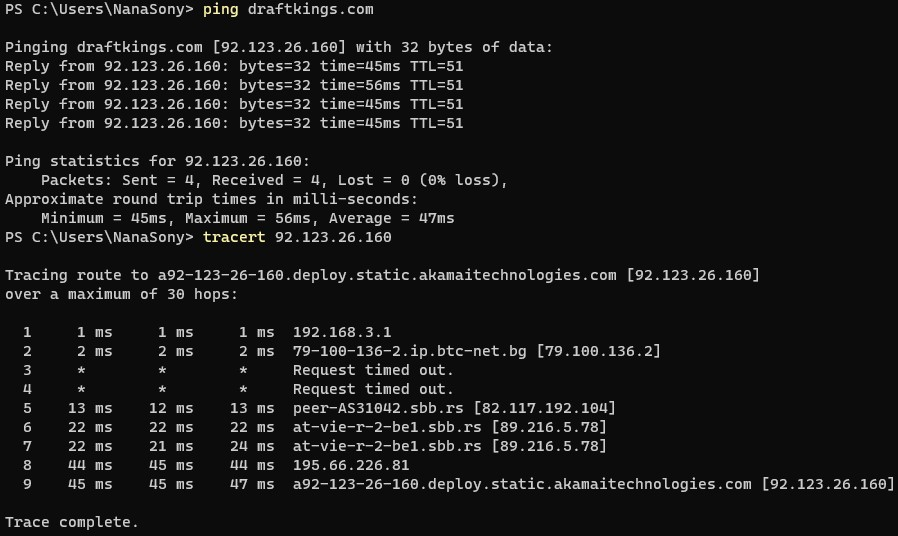 PS C:\Users\NanaSony> ping draftkings.com
Pinging draftkings.com [92.123.26.160] with 32 bytes of data:
Reply from 92.123.26.160: bytes=32 time=45ms TTL=51
Reply from 92.123.26.160: bytes=32 time=56ms TTL=51
Reply from 92.123.26.160: bytes=32 time=45ms TTL=51
Reply from 92.123.26.160: bytes=32 time=45ms TTL=51
Ping statistics for 92.123.26.160:
    Packets: Sent = 4, Received = 4, Lost = 0 (0% loss),
Approximate round trip times in milli-seconds:
    Minimum = 45ms, Maximum = 56ms, Average = 47ms
PS C:\Users\NanaSony> tracert 92.123.26.160
Tracing route to a92-123-26-160.deploy.static.akamaitechnologies.com [92.123.26.160]
over a maximum of 30 hops:
  1     1 ms     1 ms     1 ms  192.168.3.1
  2     2 ms     2 ms     2 ms  79-100-136-2.ip.btc-net.bg [79.100.136.2]
  3     *        *        *     Request timed out.
  4     *        *        *     Request timed out.
  5    13 ms    12 ms    13 ms  peer-AS31042.sbb.rs [82.117.192.104]
  6    22 ms    22 ms    22 ms  at-vie-r-2-be1.sbb.rs [89.216.5.78]
  7    22 ms    21 ms    24 ms  at-vie-r-2-be1.sbb.rs [89.216.5.78]
  8    44 ms    45 ms    44 ms  195.66.226.81
  9    45 ms    45 ms    47 ms  a92-123-26-160.deploy.static.akamaitechnologies.com [92.123.26.160]
Trace complete.